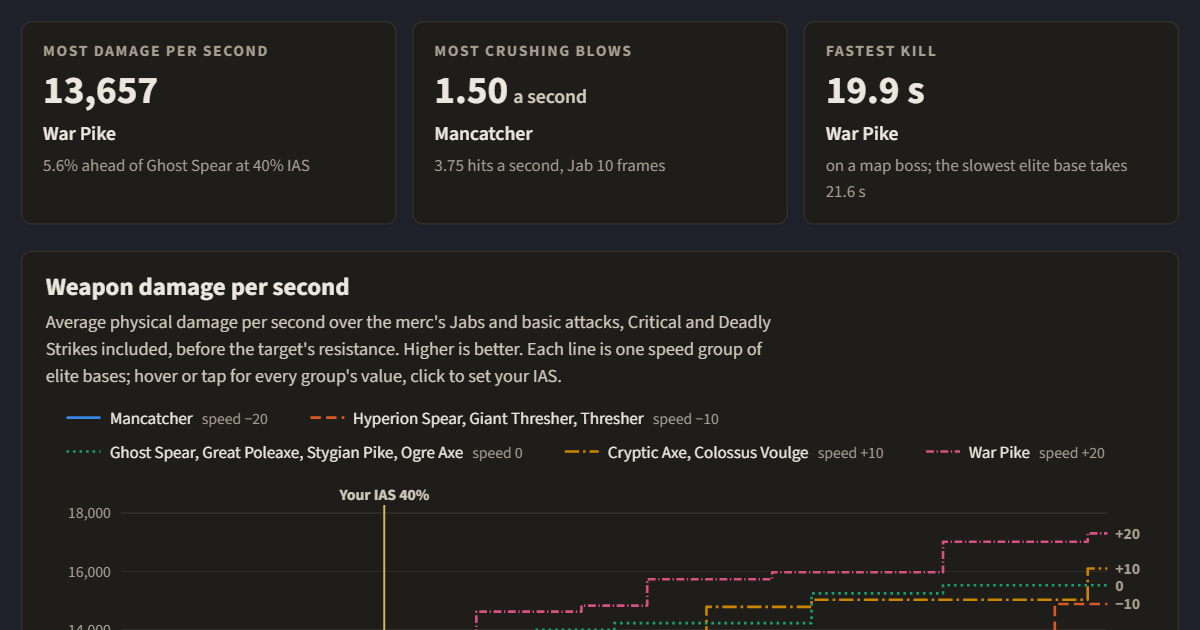 MOST DAMAGE PER SECOND
13,657
War Pike
5.6% ahead of Ghost Spear at 40% IAS
MOST CRUSHING BLOWS
1.50 a second
Mancatcher
3.75 hits a second, Jab 10 frames
FASTEST KILL
19.9 s
War Pike
on a map boss; the slowest elite base takes
21.6 s
Weapon damage per second
Average physical damage per second over the merc's Jabs and basic attacks, Critical and Deadly
Strikes included, before the target's resistance. Higher is better. Each line is one speed group of
elite bases; hover or tap for every group's value, click to set your IAS.
Mancatcher speed −20
Hyperion Spear, Giant Thresher, Thresher speed −10
Ghost Spear, Great Poleaxe, Stygian Pike, Ogre Axe speed 0
Cryptic Axe, Colossus Voulge speed +10
War Pike speed +20
Your IAS 40%
18,000
+20
16,000
+10
0
−10
14,000